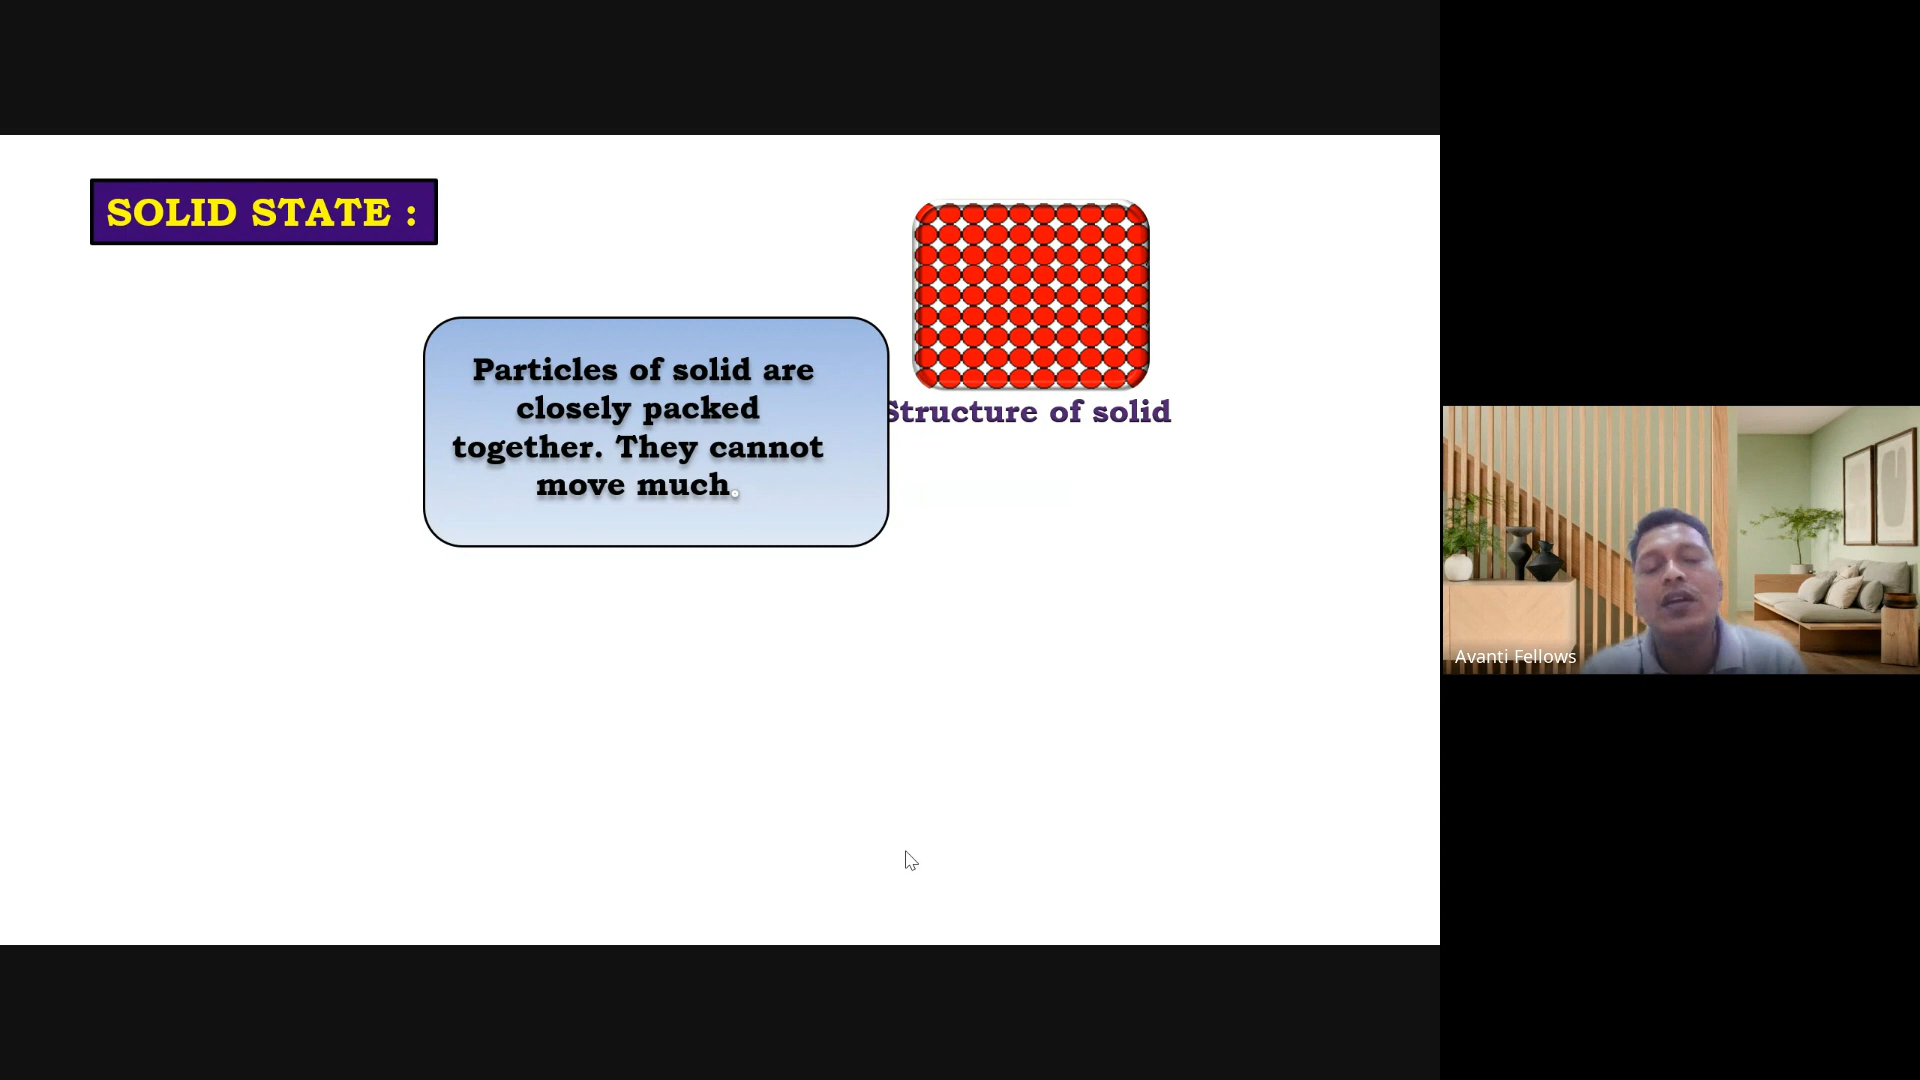 SOLID STATE :
Particles of solid are
closely packed
together. They cannot
move much.
Structure of solid
Avanti Fellows